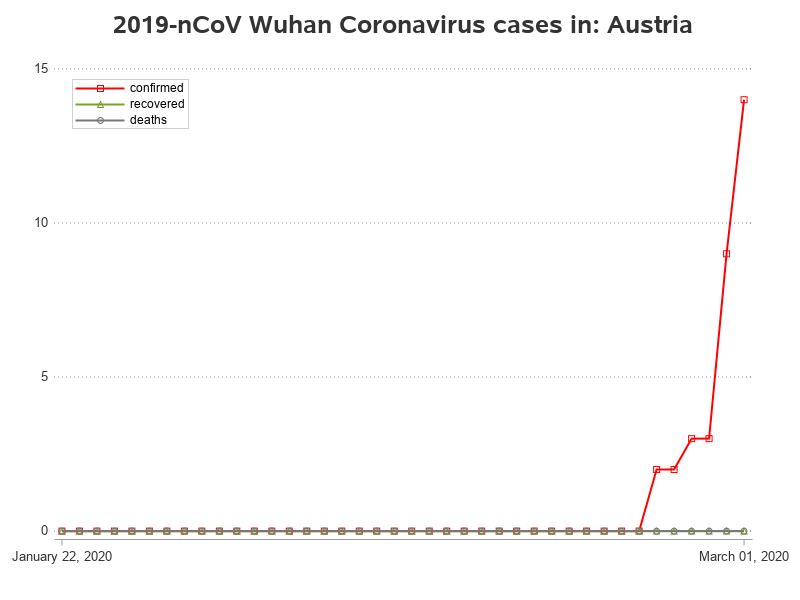 2019-nCoV Wuhan Coronavirus cases in: Austria
15
confirmed
recovered
deaths
10
5
0
January 22, 2020
March 01, 2020